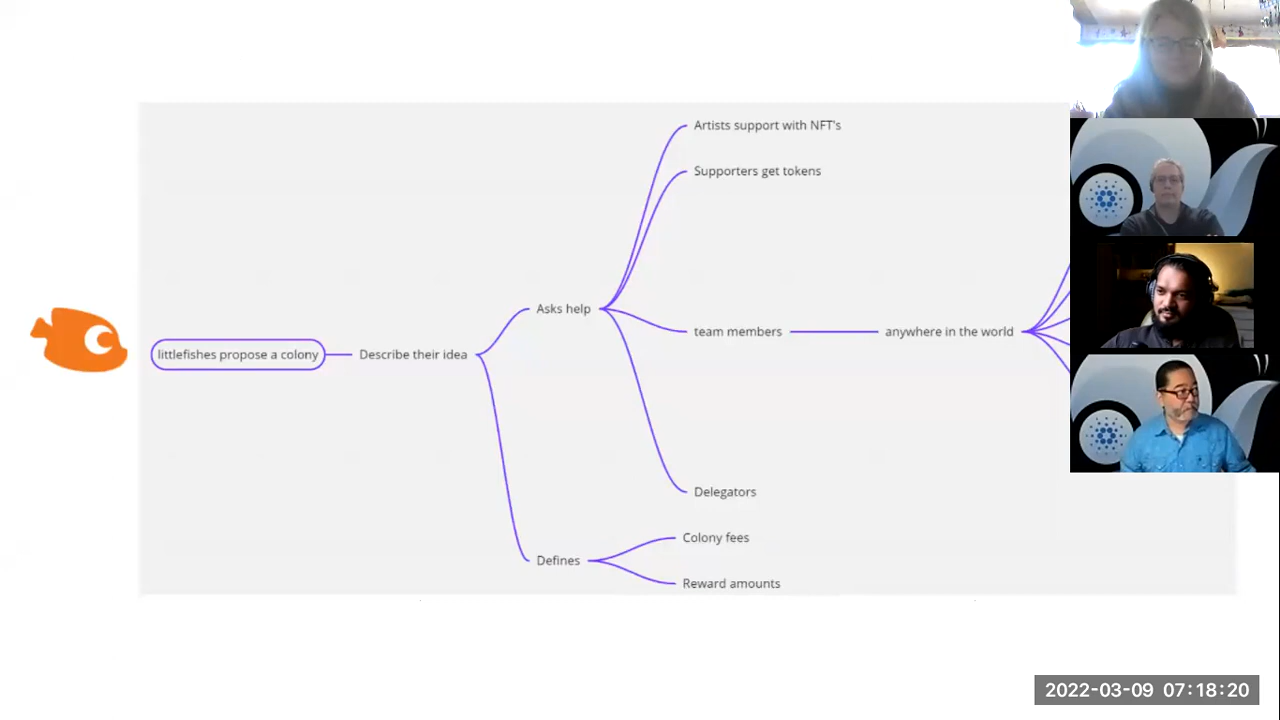 Artists support with NFT's
Supporters get tokens
Asks help
team members
anywhere in the world
littlefishes propose a colony
Describe their idea
Delegators
Colony fees
Defines
Reward amounts
2022-03-09 07:18:20